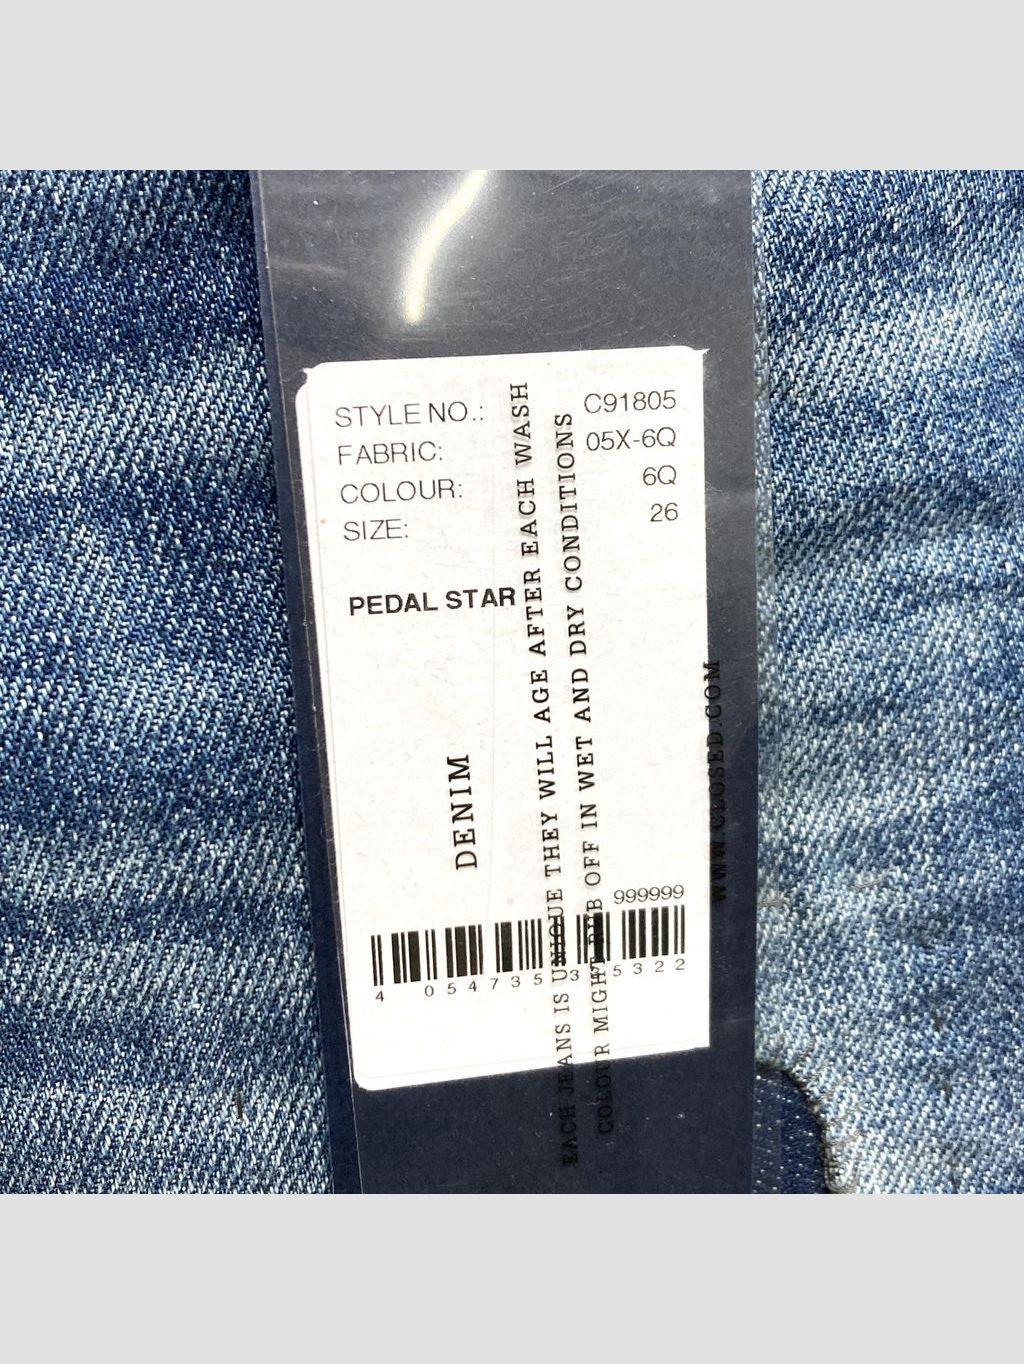 STYLE NO.: C91805
FABRIC: 05X-6Q
COLOUR: 6Q
SIZE: 26
PEDAL STAR
DENIM
EACH JEANS IS UNIQUE THEY WILL AGE AFTER EACH WASH
COLOUR MIGHT RUB OFF IN WET AND DRY CONDITIONS
WWW.CLOSED.COM
999999
4 054735 335322